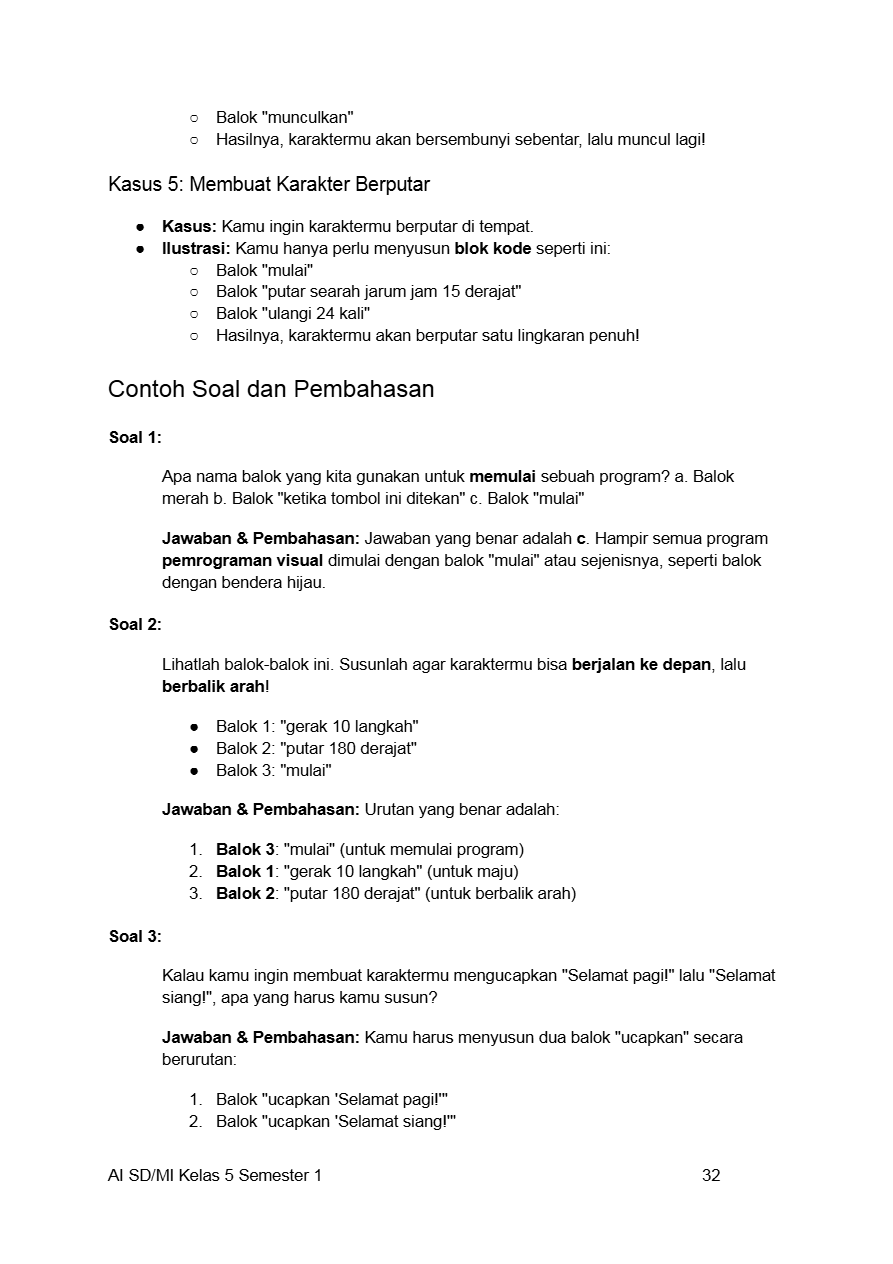 ○ Balok "munculkan"
○ Hasilnya, karaktermu akan bersembunyi sebentar, lalu muncul lagi!
Kasus 5: Membuat Karakter Berputar
● Kasus: Kamu ingin karaktermu berputar di tempat.
● Ilustrasi: Kamu hanya perlu menyusun blok kode seperti ini:
○ Balok "mulai"
○ Balok "putar searah jarum jam 15 derajat"
○ Balok "ulangi 24 kali"
○ Hasilnya, karaktermu akan berputar satu lingkaran penuh!
Contoh Soal dan Pembahasan
Soal 1:
Apa nama balok yang kita gunakan untuk memulai sebuah program? a. Balok
merah b. Balok "ketika tombol ini ditekan" c. Balok "mulai"
Jawaban & Pembahasan: Jawaban yang benar adalah c. Hampir semua program
pemrograman visual dimulai dengan balok "mulai" atau sejenisnya, seperti balok
dengan bendera hijau.
Soal 2:
Lihatlah balok-balok ini. Susunlah agar karaktermu bisa berjalan ke depan, lalu
berbalik arah!
● Balok 1: "gerak 10 langkah"
● Balok 2: "putar 180 derajat"
● Balok 3: "mulai"
Jawaban & Pembahasan: Urutan yang benar adalah:
1. Balok 3: "mulai" (untuk memulai program)
2. Balok 1: "gerak 10 langkah" (untuk maju)
3. Balok 2: "putar 180 derajat" (untuk berbalik arah)
Soal 3:
Kalau kamu ingin membuat karaktermu mengucapkan "Selamat pagi!" lalu "Selamat
siang!", apa yang harus kamu susun?
Jawaban & Pembahasan: Kamu harus menyusun dua balok "ucapkan" secara
berurutan:
1. Balok "ucapkan 'Selamat pagi!'"
2. Balok "ucapkan 'Selamat siang!'"
AI SD/MI Kelas 5 Semester 1 32